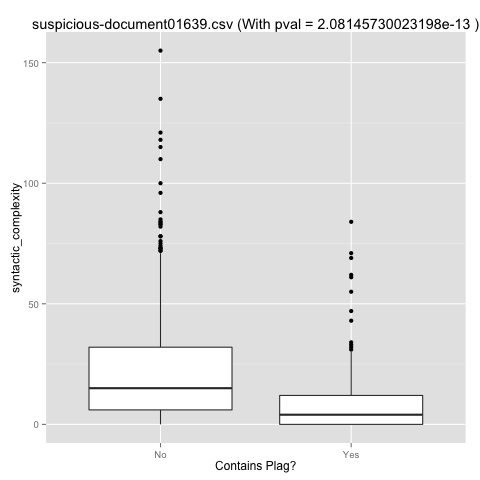 suspicious-document01639.csv (With pval = 2.08145730023198e-13 )
150
100
50
0
syntactic_complexity
No
Yes
Contains Plag?